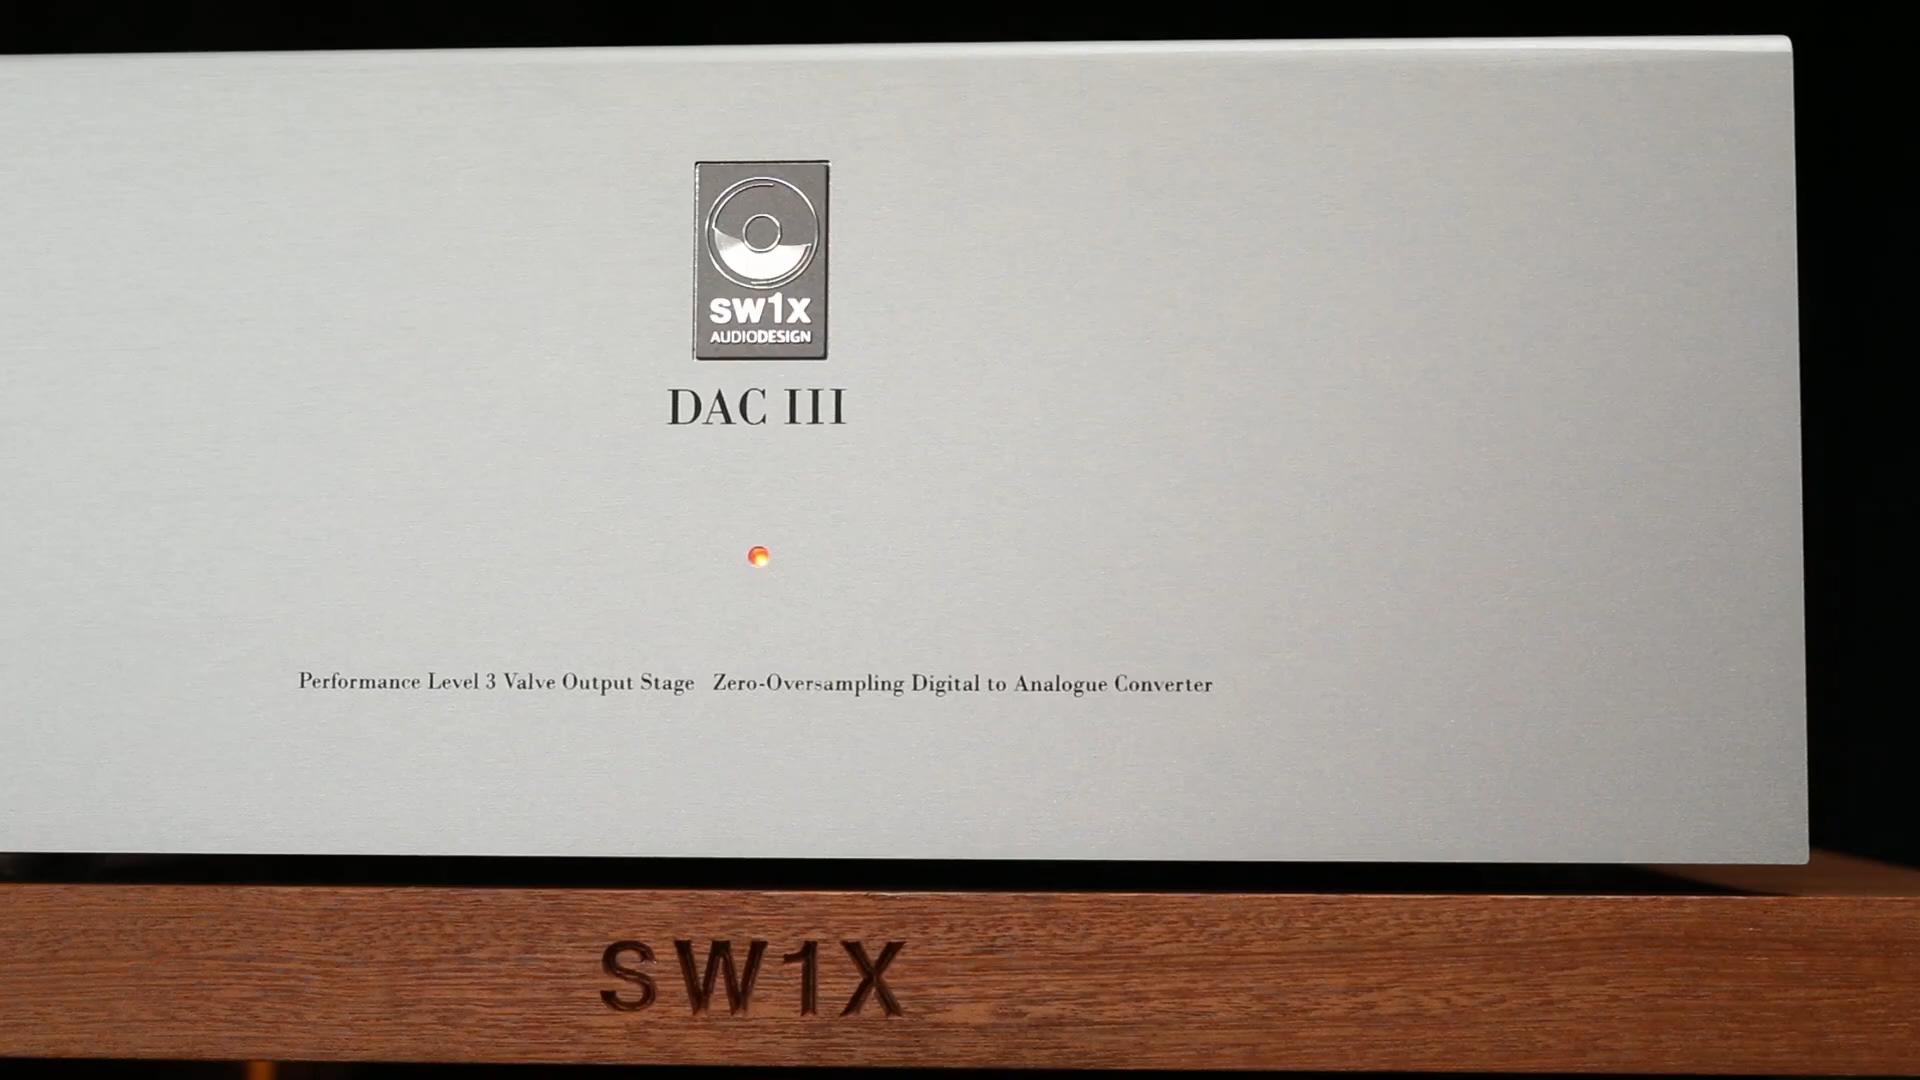 SW1X
AUDIODESIGN
DAC III
Performance Level 3 Valve Output Stage Zero-Oversampling Digital to Analogue Converter
SW1X